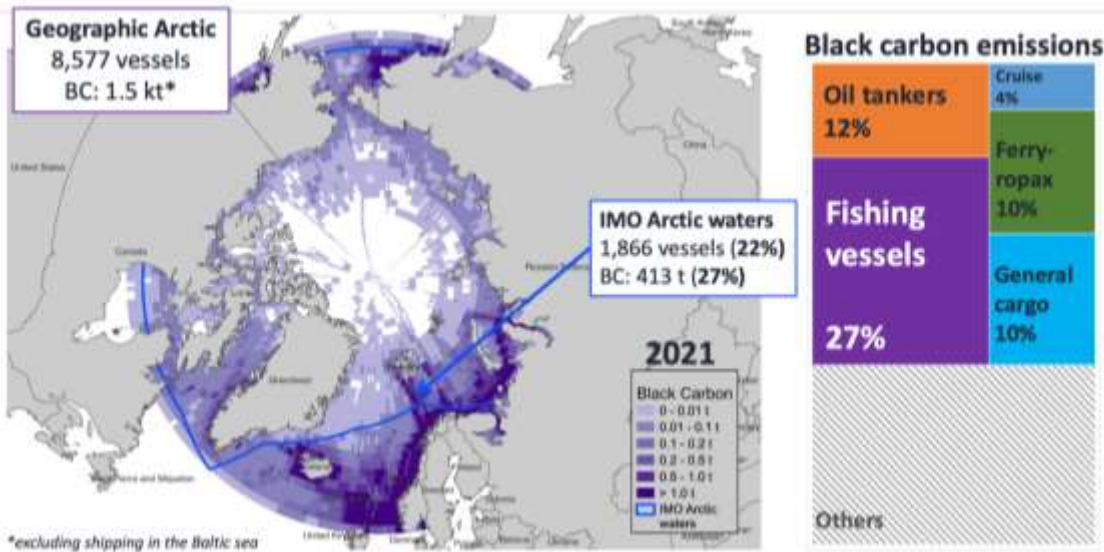 Geographic Arctic
8,577 vessels
BC: 1.5 kt*
United States
Canada
Greenland
Iceland
China
IMO Arctic waters
1,866 vessels (22%)
BC: 413 t (27%)
2021
Black Carbon
0 - 0.01 t
0.01 - 0.1 t
0.1 - 0.2 t
0.2 - 0.5 t
0.5 - 1.0 t
> 1.0 t
IMO Arctic
waters
*excluding shipping in the Baltic sea
Black carbon emissions
Oil tankers
12%
Cruise
4%
Ferry-
ropax
10%
Fishing
vessels
27%
General
cargo
10%
Others